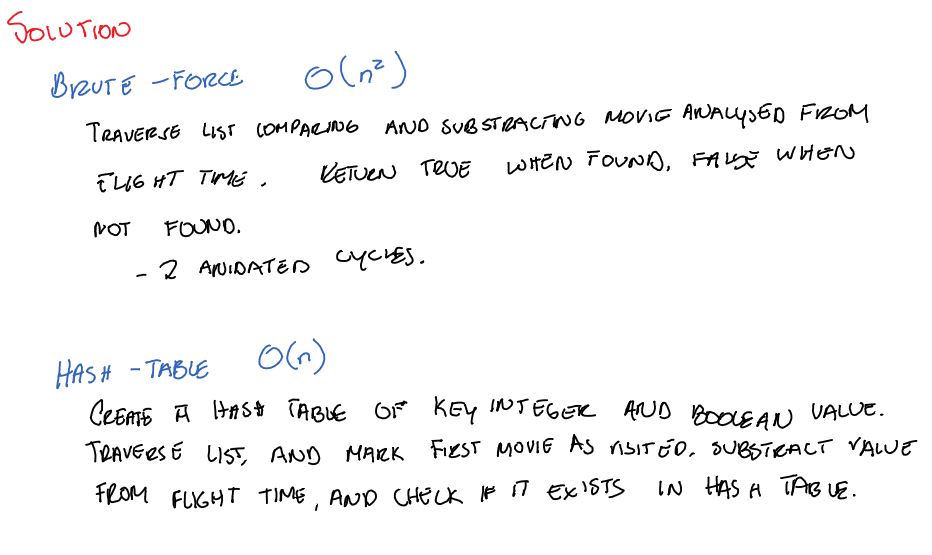 SOLUTION
BRUTE-FORCE O(n²)
TRAVERSE LIST COMPARING AND SUBSTRACTING MOVIE ANALYSED FROM
FLIGHT TIME. RETURN TRUE WHEN FOUND, FALSE WHEN
NOT FOUND.
- 2 ANIDATED CYCLES.
HASH-TABLE O(n)
CREATE A HASH TABLE OF KEY INTEGER AND BOOLEAN VALUE.
TRAVERSE LIST, AND MARK FIRST MOVIE AS VISITED. SUBSTRACT VALUE
FROM FLIGHT TIME, AND CHECK IF IT EXISTS IN HASH TABLE.